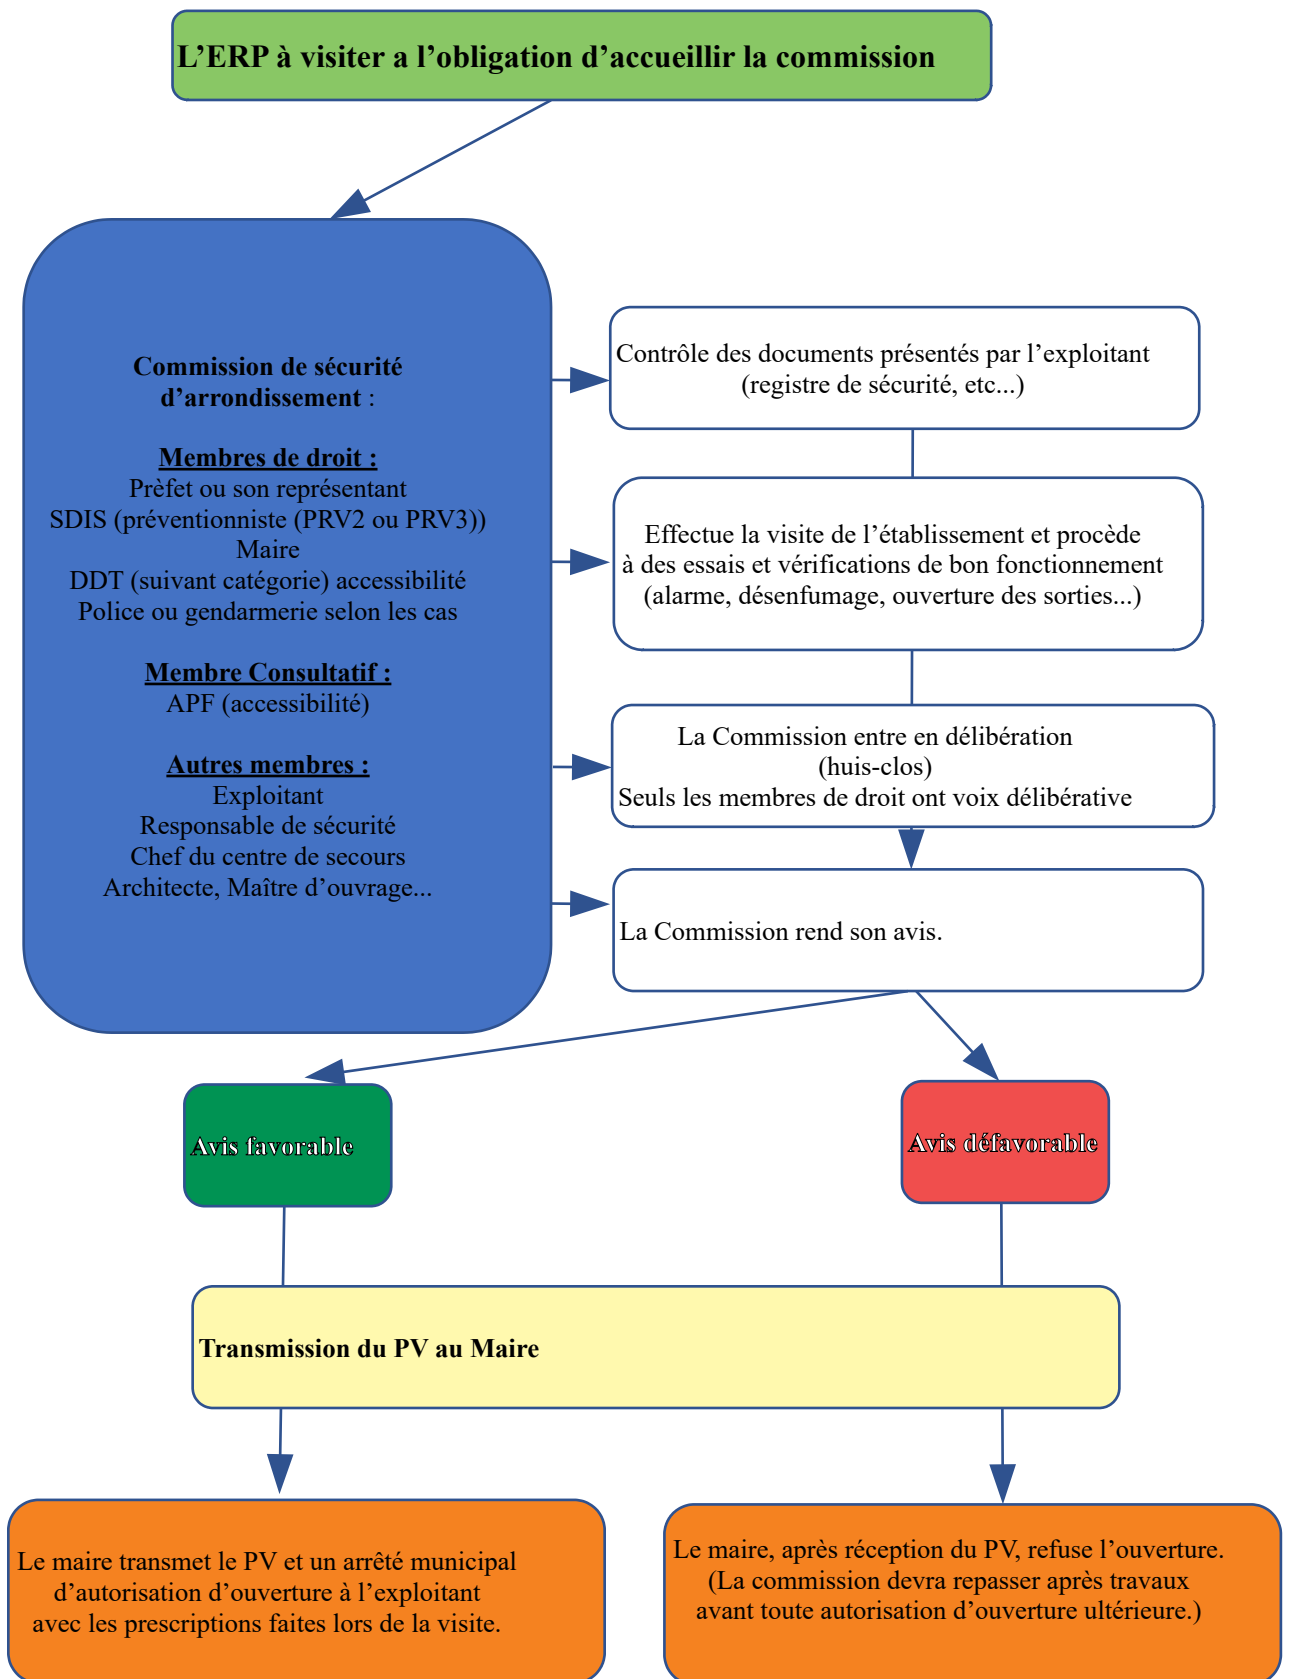 L’ERP à visiter a l’obligation d’accueillir la commission
Commission de sécurité
d’arrondissement :
Membres de droit :
Prèfet ou son représentant
SDIS (préventionniste (PRV2 ou PRV3))
Maire
DDT (suivant catégorie) accessibilité
Police ou gendarmerie selon les cas
Membre Consultatif :
APF (accessibilité)
Autres membres :
Exploitant
Responsable de sécurité
Chef du centre de secours
Architecte, Maître d’ouvrage...
Contrôle des documents présentés par l’exploitant
(registre de sécurité, etc...)
Effectue la visite de l’établissement et procède
à des essais et vérifications de bon fonctionnement
(alarme, désenfumage, ouverture des sorties...)
La Commission entre en délibération
(huis-clos)
Seuls les membres de droit ont voix délibérative
La Commission rend son avis.
Avis favorable
Avis défavorable
Transmission du PV au Maire
Le maire transmet le PV et un arrêté municipal
d’autorisation d’ouverture à l’exploitant
avec les prescriptions faites lors de la visite.
Le maire, après réception du PV, refuse l’ouverture.
(La commission devra repasser après travaux
avant toute autorisation d’ouverture ultérieure.)